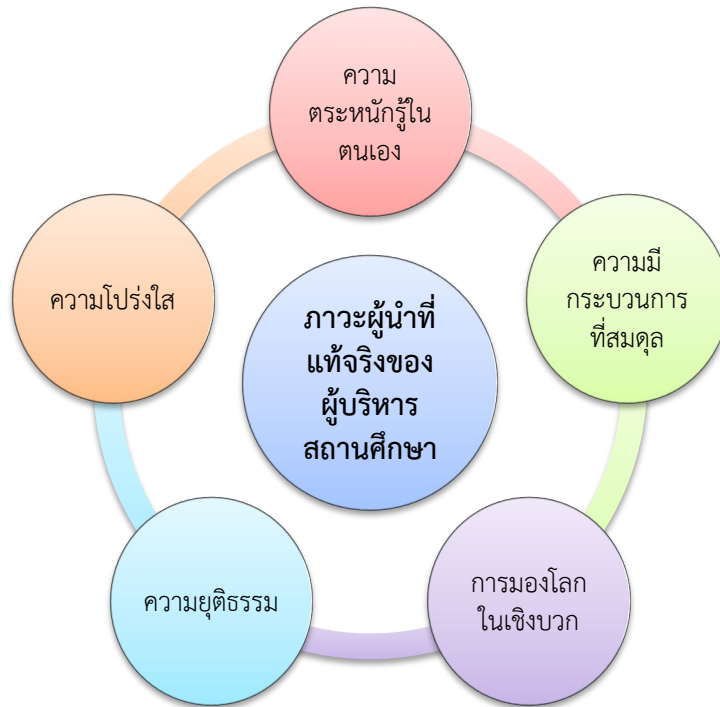 ความ
ตระหนักรู้ใน
ตนเอง
ความมี
กระบวนการ
ที่สมดุล
การมองโลก
ในเชิงบวก
ความยุติธรรม
ความโปร่งใส
ภาวะผู้นำที่
แท้จริงของ
ผู้บริหาร
สถานศึกษา